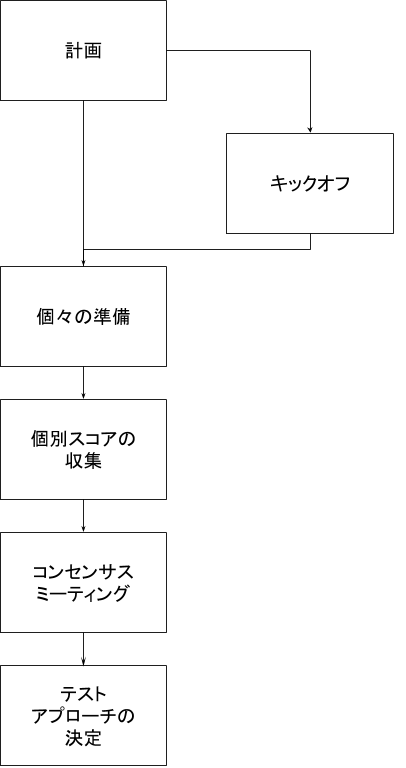 計画
キックオフ
個々の準備
個別スコアの
収集
コンセンサス
ミーティング
テスト
アプローチの
決定